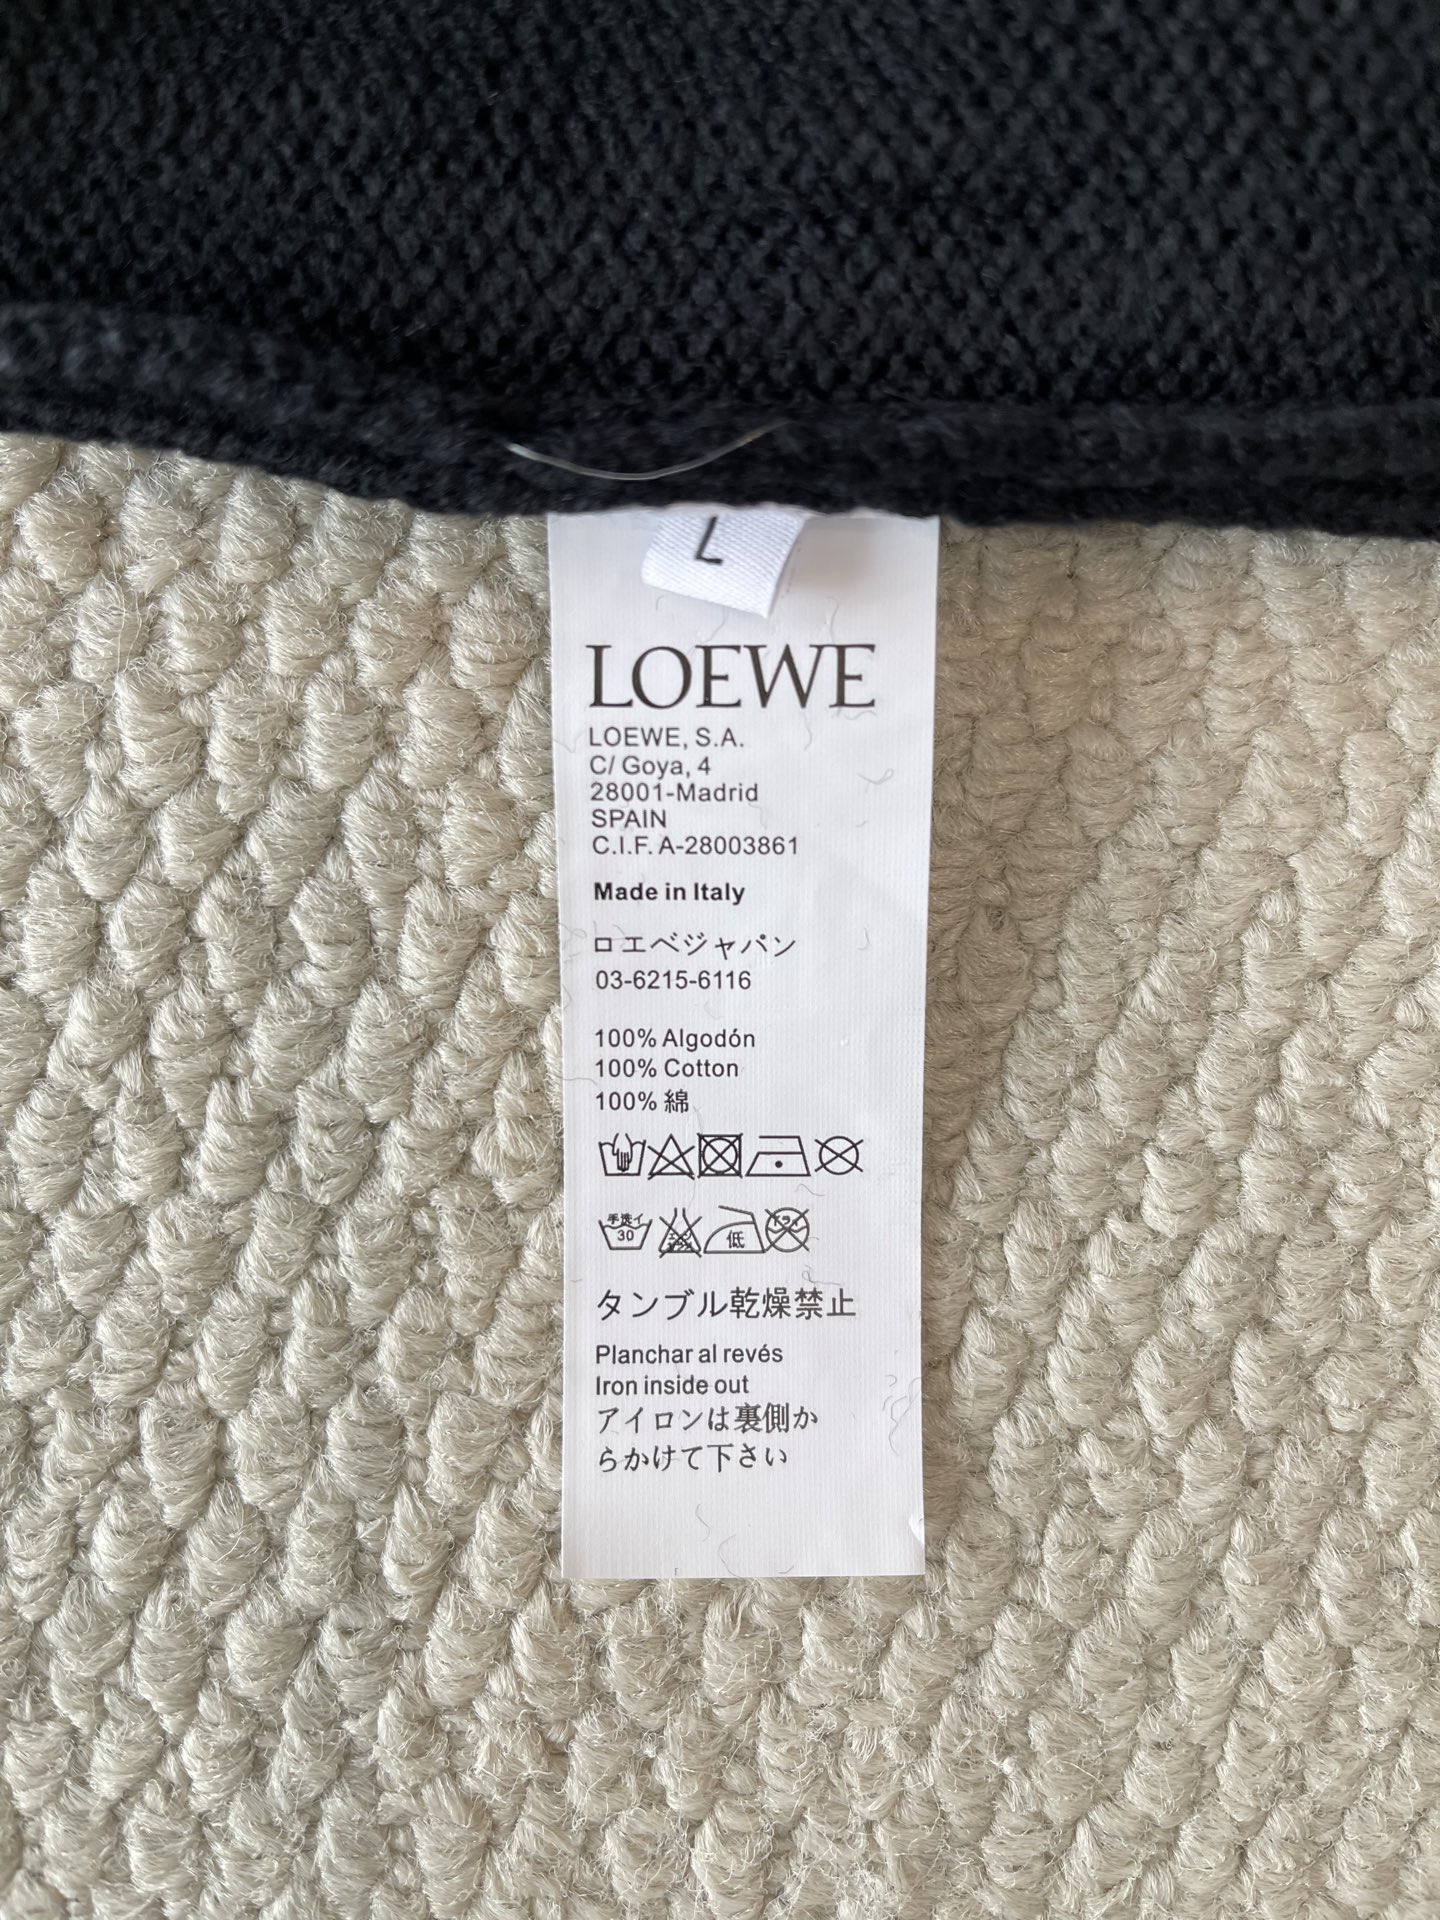 L
LOEWE
LOEWE, S.A.
C/ Goya, 4
28001-Madrid
SPAIN
C.I.F. A-28003861
Made in Italy
ロエベジャパン
03-6215-6116
100% Algodón
100% Cotton
100% 綿
手洗イ
30
低
タンブル乾燥禁止
Planchar al revés
Iron inside out
アイロンは裏側か
らかけて下さい